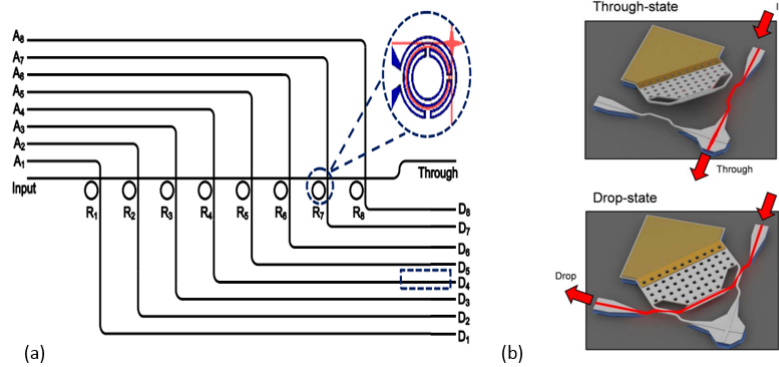 A8
A7
A6
A5
A4
A3
A2
A1
Input
Through
R1
R2
R3
R4
R5
R6
R7
R8
D8
D7
D6
D5
D4
D3
D2
D1
(a)
Through-state
Through
Drop-state
Drop
(b)